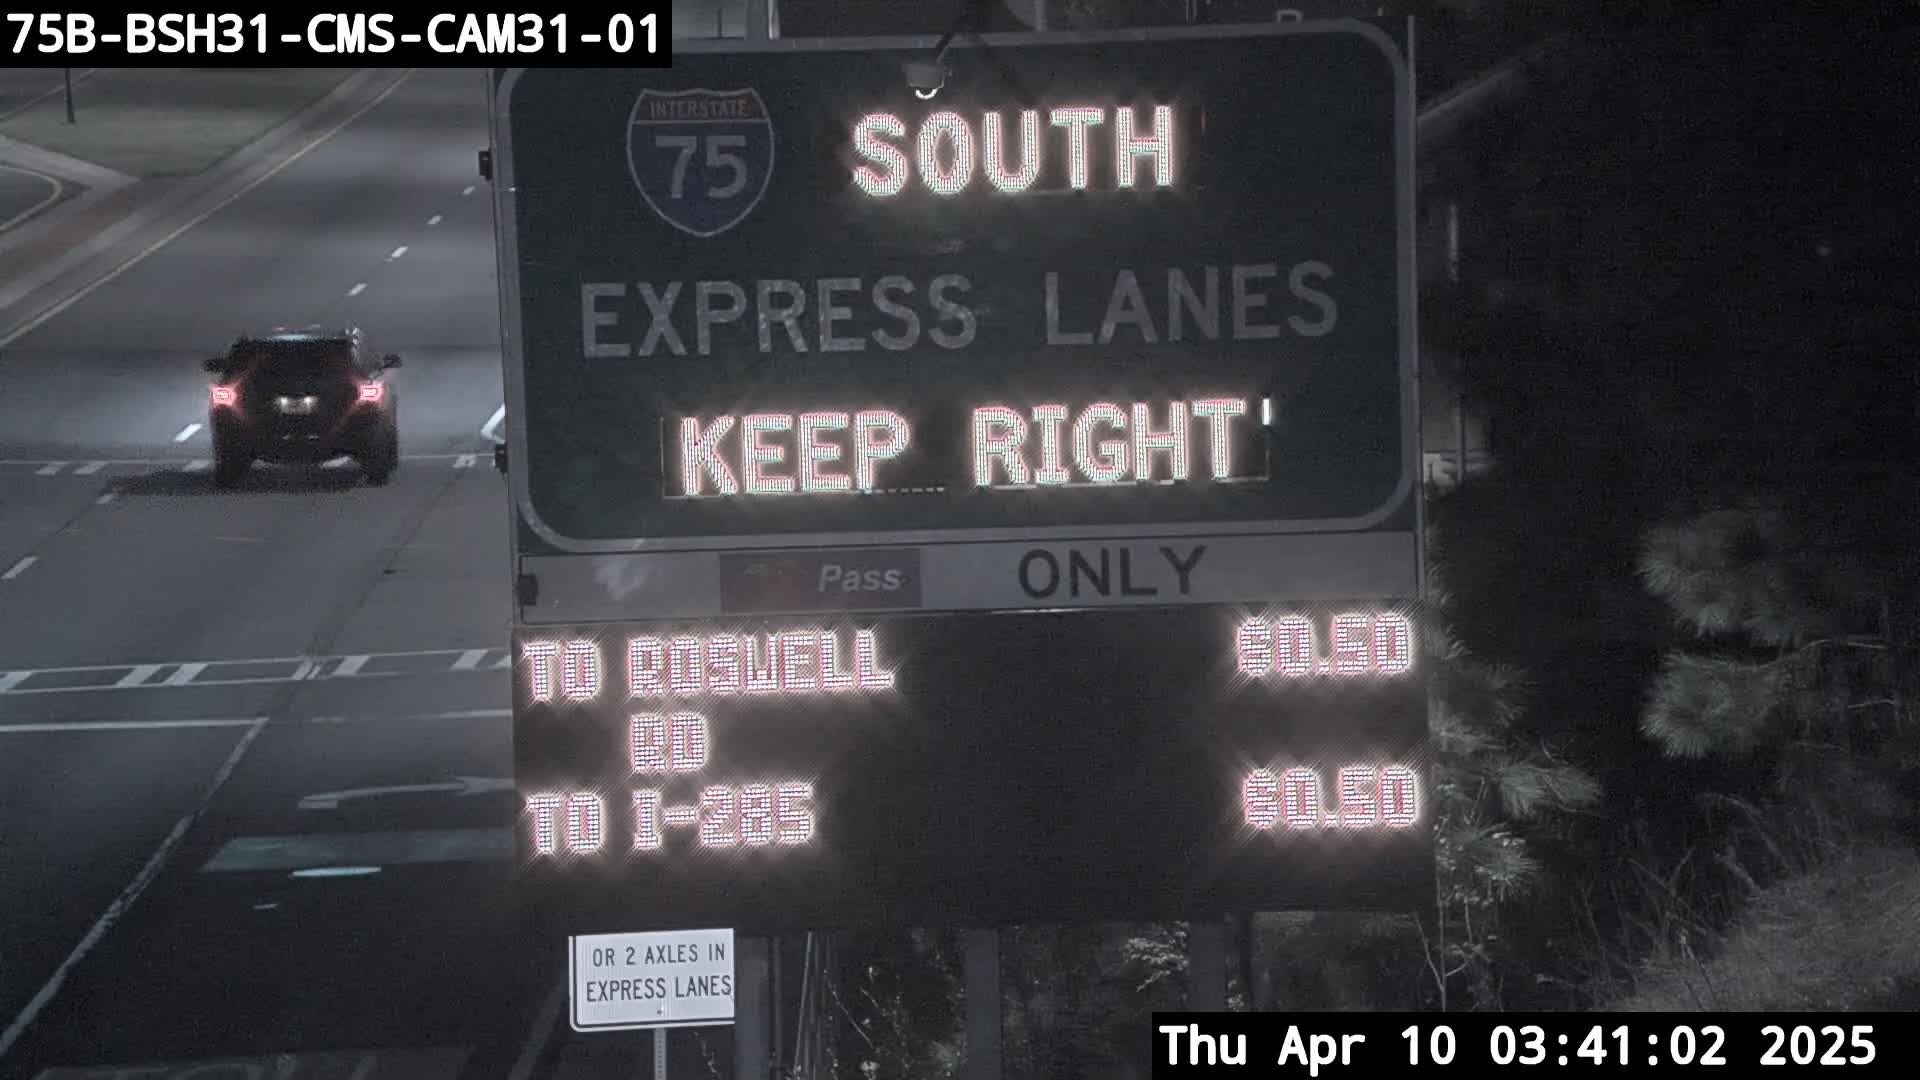 75B-BSH31-CMS-CAM31-01
INTERSTATE
75
SOUTH
EXPRESS LANES
KEEP RIGHT
Pass ONLY
TO ROSWELL $0.50
RD
TO I-285 $0.50
OR 2 AXLES IN
EXPRESS LANES
Thu Apr 10 03:41:02 2025